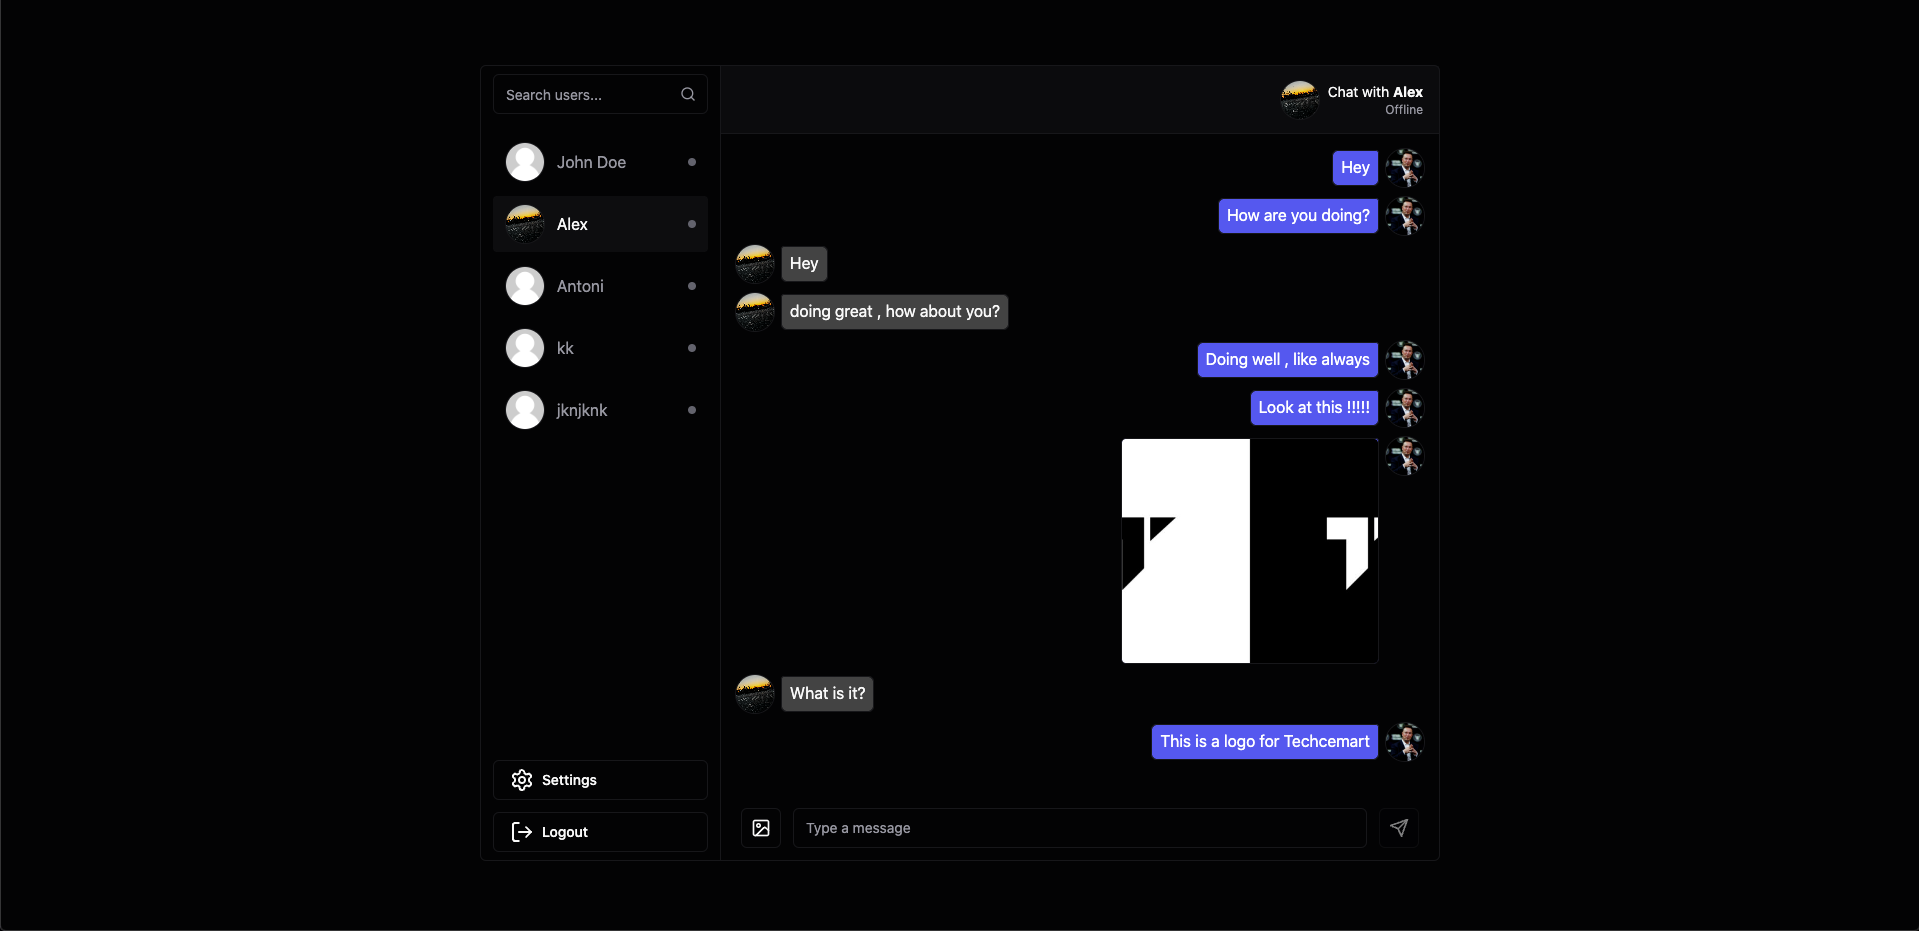 Search users...
John Doe
Alex
Antoni
kk
jknjknk
Settings
Logout
Chat with Alex
Offline
Hey
How are you doing?
Hey
doing great , how about you?
Doing well , like always
Look at this !!!!!
What is it?
This is a logo for Techcemart
Type a message